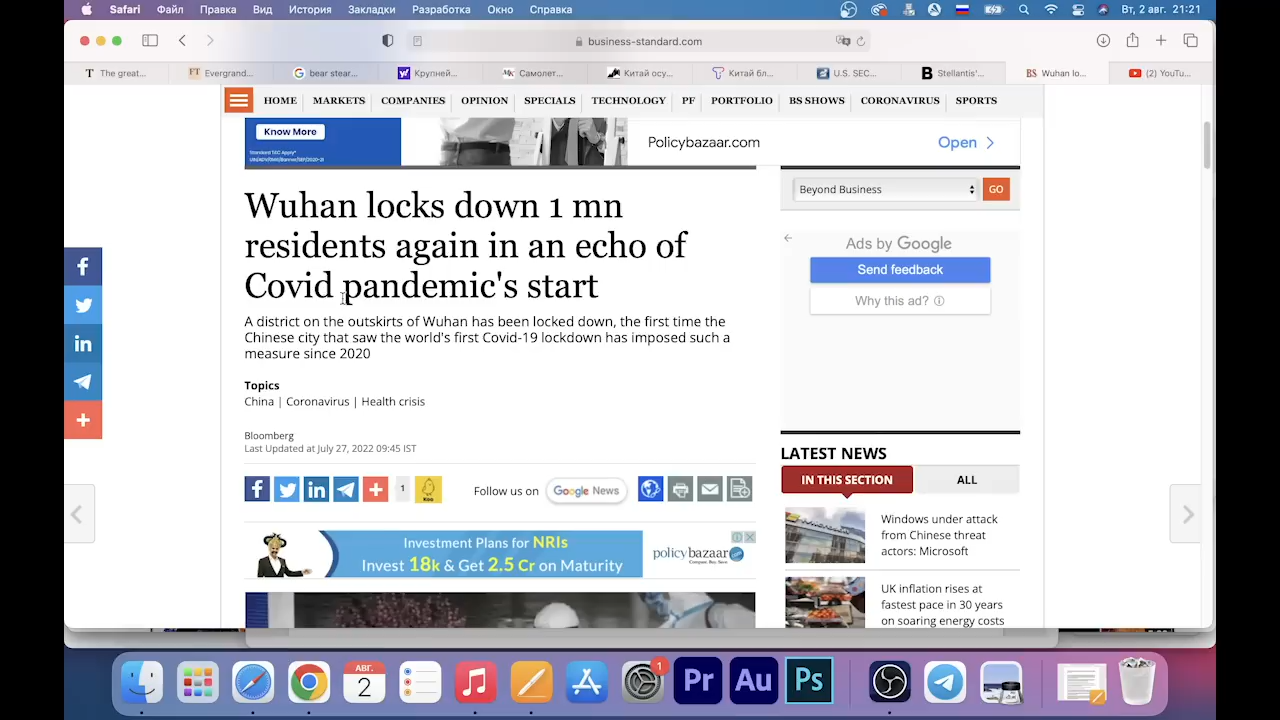 Safari Файл Правка Вид История Закладки Разработка Окно Справка Вт, 2 авг. 21:21
business-standard.com
T The great...
FT Evergrand...
bear stear...
Крупней...
Самолет...
Китай осу...
Китай бл...
U.S. SEC...
B Stellantis'...
BS Wuhan lo...
(2) YouTu...
HOME MARKETS COMPANIES OPINION SPECIALS TECHNOLOGY PF PORTFOLIO BS SHOWS CORONAVIRUS SPORTS
Know More
Policybazaar.com
Open
Wuhan locks down 1 mn
residents again in an echo of
Covid pandemic's start
A district on the outskirts of Wuhan has been locked down, the first time the
Chinese city that saw the world's first Covid-19 lockdown has imposed such a
measure since 2020
Topics
China | Coronavirus | Health crisis
Bloomberg
Last Updated at July 27, 2022 09:45 IST
1
Koo
Follow us on
Google News
Investment Plans for NRIs
Invest 18k & Get 2.5 Cr on Maturity
policybazaar
Beyond Business
GO
Ads by Google
Send feedback
Why this ad?
LATEST NEWS
IN THIS SECTION
ALL
Windows under attack
from Chinese threat
actors: Microsoft
UK inflation rises at
fastest pace in 30 years
on soaring energy costs
АВГ.
2
1
Pr
Au
Ps